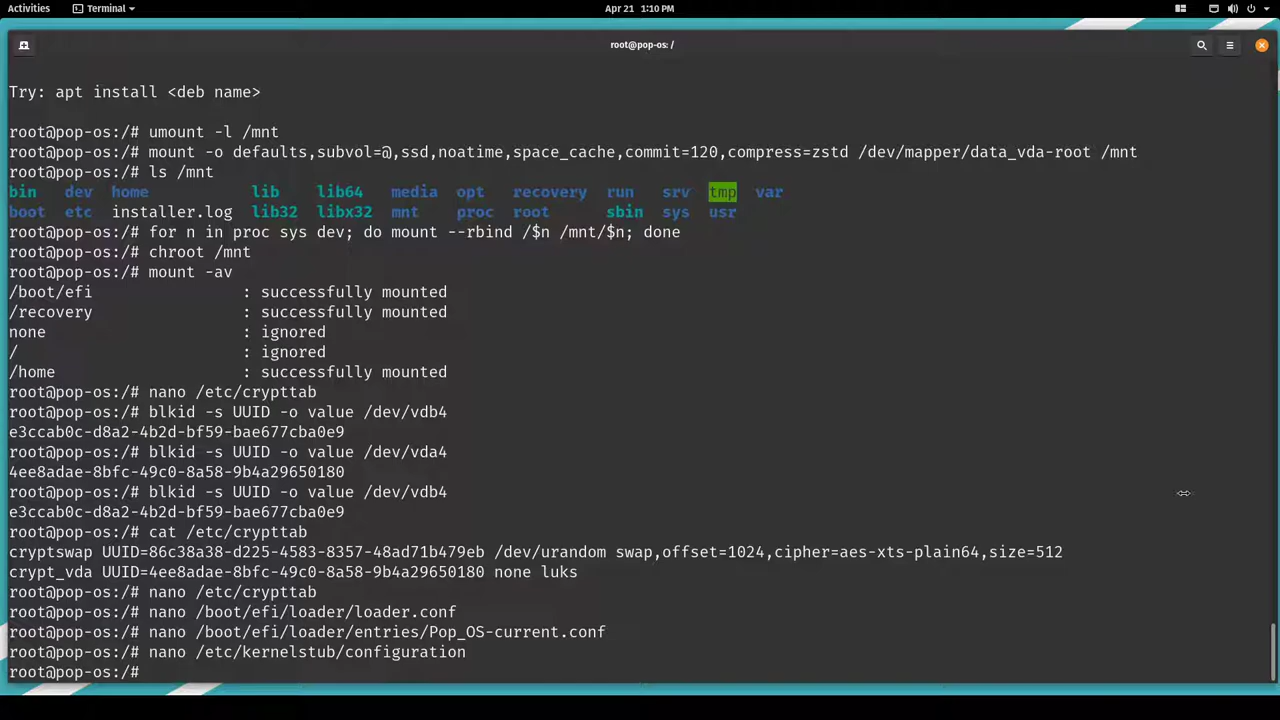 Activities Terminal Apr 21 1:10 PM
root@pop-os: /
Try: apt install <deb name>
root@pop-os:/# umount -l /mnt
root@pop-os:/# mount -o defaults,subvol=@,ssd,noatime,space_cache,commit=120,compress=zstd /dev/mapper/data_vda-root /mnt
root@pop-os:/# ls /mnt
bin dev home lib lib64 media opt recovery run srv tmp var
boot etc installer.log lib32 libx32 mnt proc root sbin sys usr
root@pop-os:/# for n in proc sys dev; do mount --rbind /$n /mnt/$n; done
root@pop-os:/# chroot /mnt
root@pop-os:/# mount -av
/boot/efi : successfully mounted
/recovery : successfully mounted
none : ignored
/ : ignored
/home : successfully mounted
root@pop-os:/# nano /etc/crypttab
root@pop-os:/# blkid -s UUID -o value /dev/vdb4
e3ccab0c-d8a2-4b2d-bf59-bae677cba0e9
root@pop-os:/# blkid -s UUID -o value /dev/vda4
4ee8adae-8bfc-49c0-8a58-9b4a29650180
root@pop-os:/# blkid -s UUID -o value /dev/vdb4
e3ccab0c-d8a2-4b2d-bf59-bae677cba0e9
root@pop-os:/# cat /etc/crypttab
cryptswap UUID=86c38a38-d225-4583-8357-48ad71b479eb /dev/urandom swap,offset=1024,cipher=aes-xts-plain64,size=512
crypt_vda UUID=4ee8adae-8bfc-49c0-8a58-9b4a29650180 none luks
root@pop-os:/# nano /etc/crypttab
root@pop-os:/# nano /boot/efi/loader/loader.conf
root@pop-os:/# nano /boot/efi/loader/entries/Pop_OS-current.conf
root@pop-os:/# nano /etc/kernelstub/configuration
root@pop-os:/#